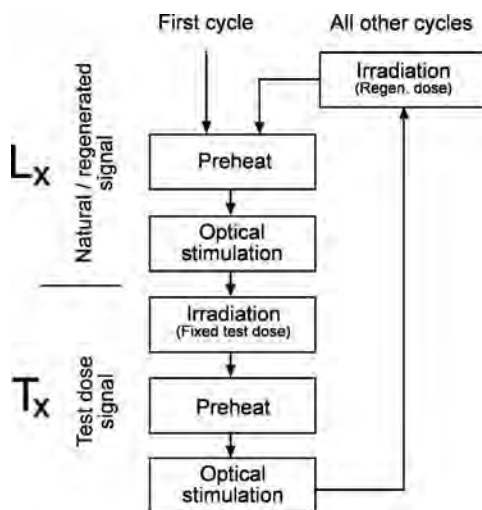 First cycle
All other cycles
Irradiation
(Regen. dose)
Lx
Natural / regenerated
signal
Preheat
Optical
stimulation
Irradiation
(Fixed test dose)
Tx
Test dose
signal
Preheat
Optical
stimulation